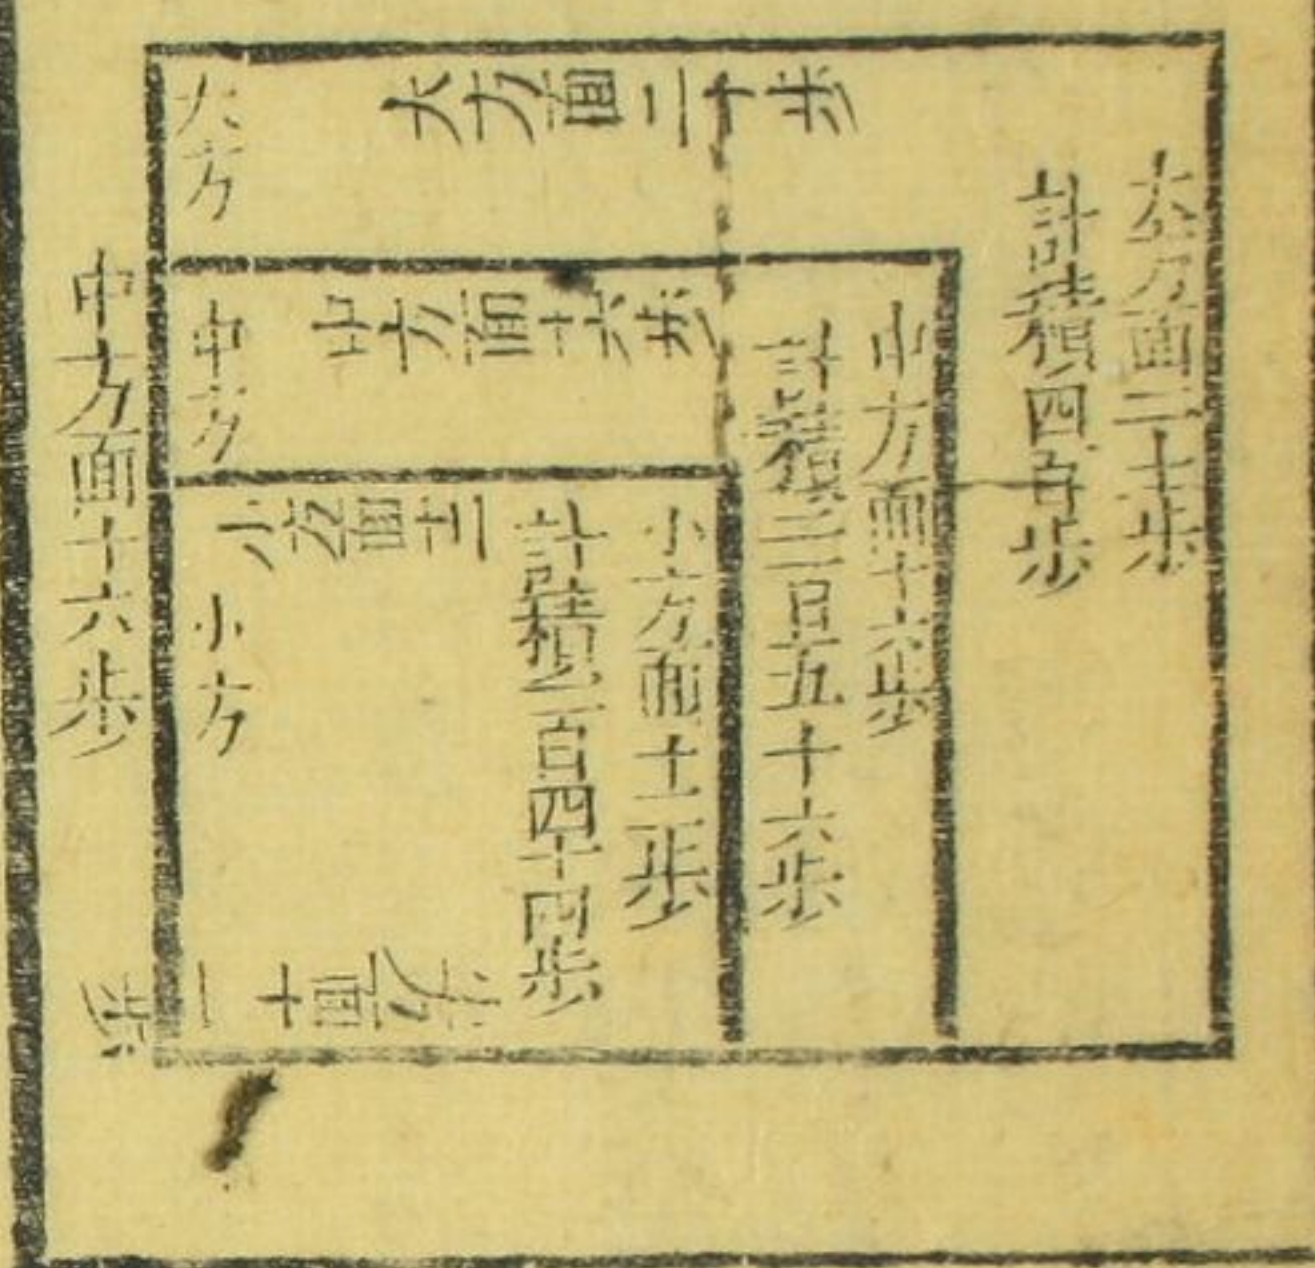 大方面二十步
計積四百步
中方面十六步
計積二百五十六步
小方面十二步
計積一百四十四步
大方面二十步
中方面十六步
小方面十二
大方
中方
小方
中方面十六步
小方面十二步